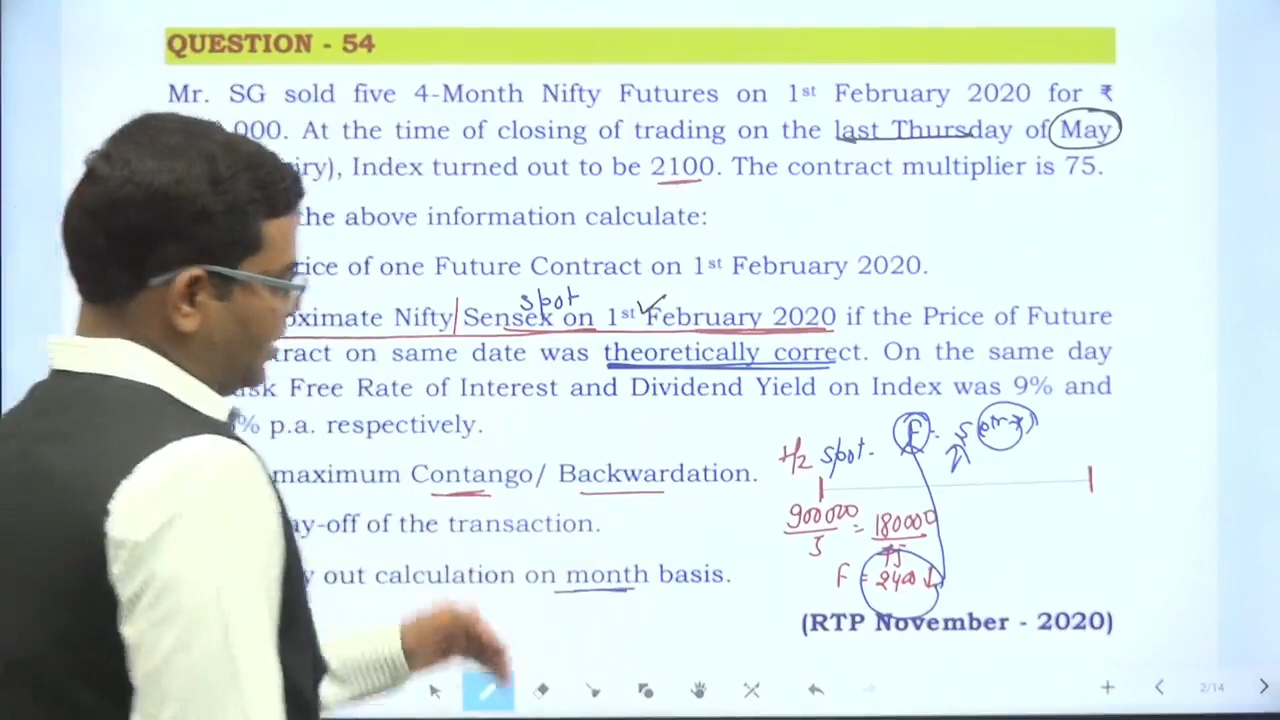 QUESTION - 54
Mr. SG sold five 4-Month Nifty Futures on 1st February 2020 for ₹
000. At the time of closing of trading on the last Thursday of May
iry), Index turned out to be 2100. The contract multiplier is 75.
the above information calculate:
rice of one Future Contract on 1st February 2020.
spot
ximate Nifty Sensex on 1st February 2020 if the Price of Future
tract on same date was theoretically correct. On the same day
sk Free Rate of Interest and Dividend Yield on Index was 9% and
% p.a. respectively.
1/2 spot. F = S
maximum Contango/ Backwardation.
900000 = 180000
5 75
ay-off of the transaction.
F = 2400
y out calculation on month basis.
(RTP November - 2020)
2/14